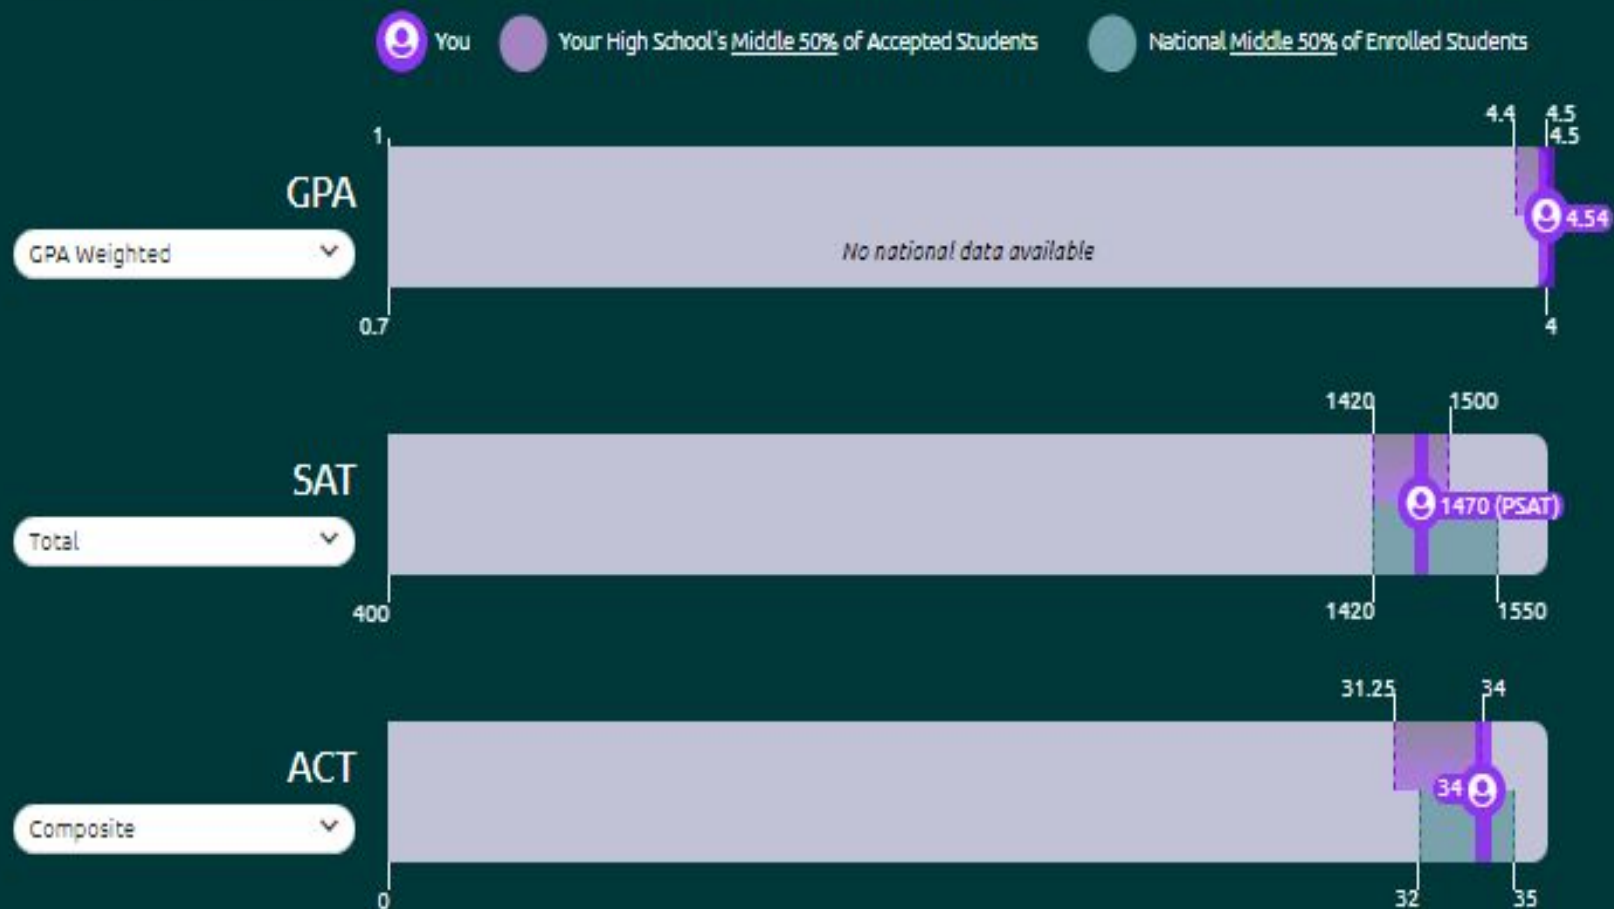 You Your High School's Middle 50% of Accepted Students National Middle 50% of Enrolled Students
4.4 4.5
1 4.5
GPA
4.54
GPA Weighted
No national data available
0.7 4
1420 1500
SAT
1470 (PSAT)
Total
400 1420 1550
31.25 34
ACT
34
Composite
0 32 35